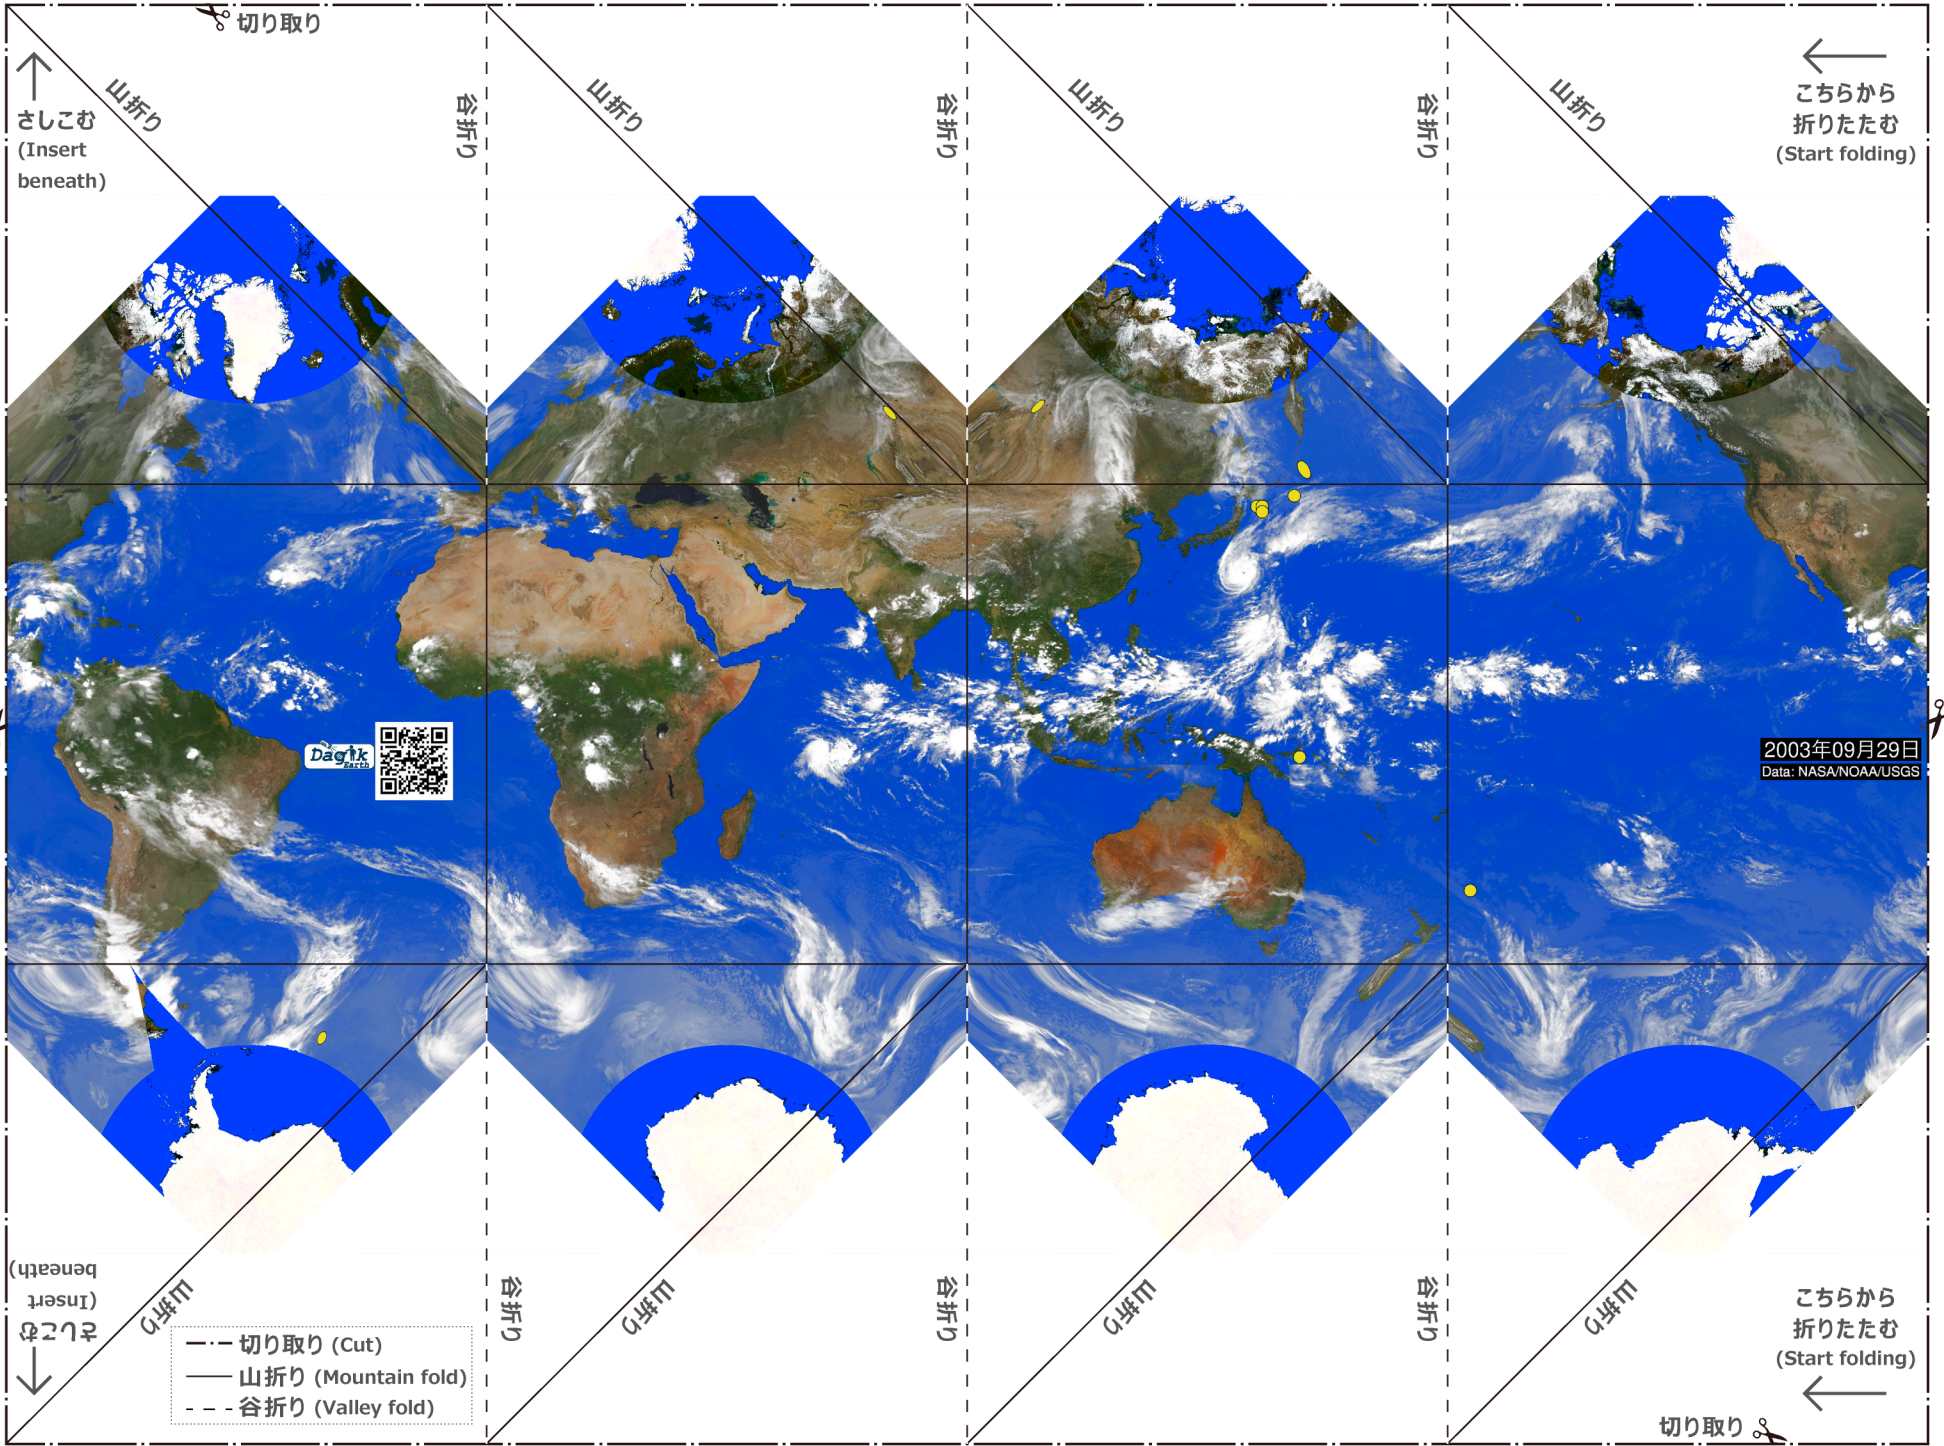 切り取り
さしこむ
(Insert
beneath)
山折り
谷折り
山折り
谷折り
山折り
谷折り
山折り
こちらから
折りたたむ
(Start folding)
Dagik
Earth
2003年09月29日
Data: NASA/NOAA/USGS
さしこむ
(Insert
beneath)
山折り
谷折り
山折り
谷折り
山折り
谷折り
山折り
こちらから
折りたたむ
(Start folding)
切り取り (Cut)
山折り (Mountain fold)
谷折り (Valley fold)
切り取り